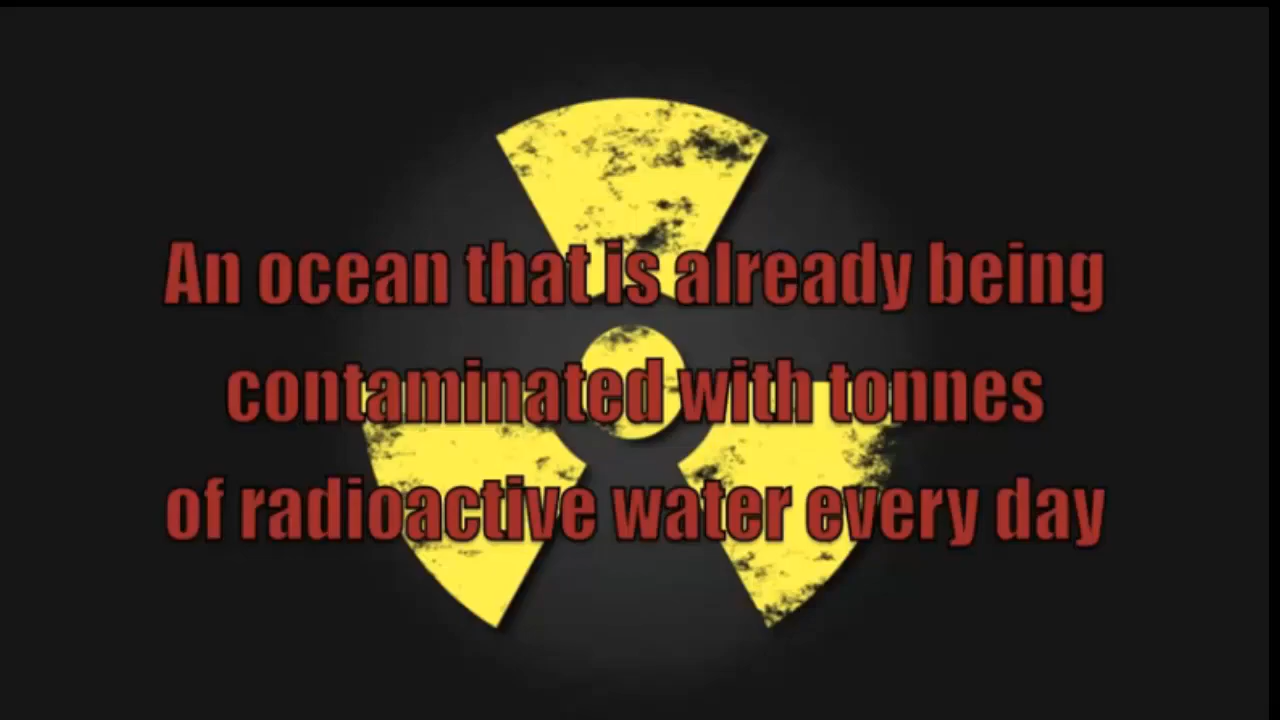 An ocean that is already being
contaminated with tonnes
of radioactive water every day